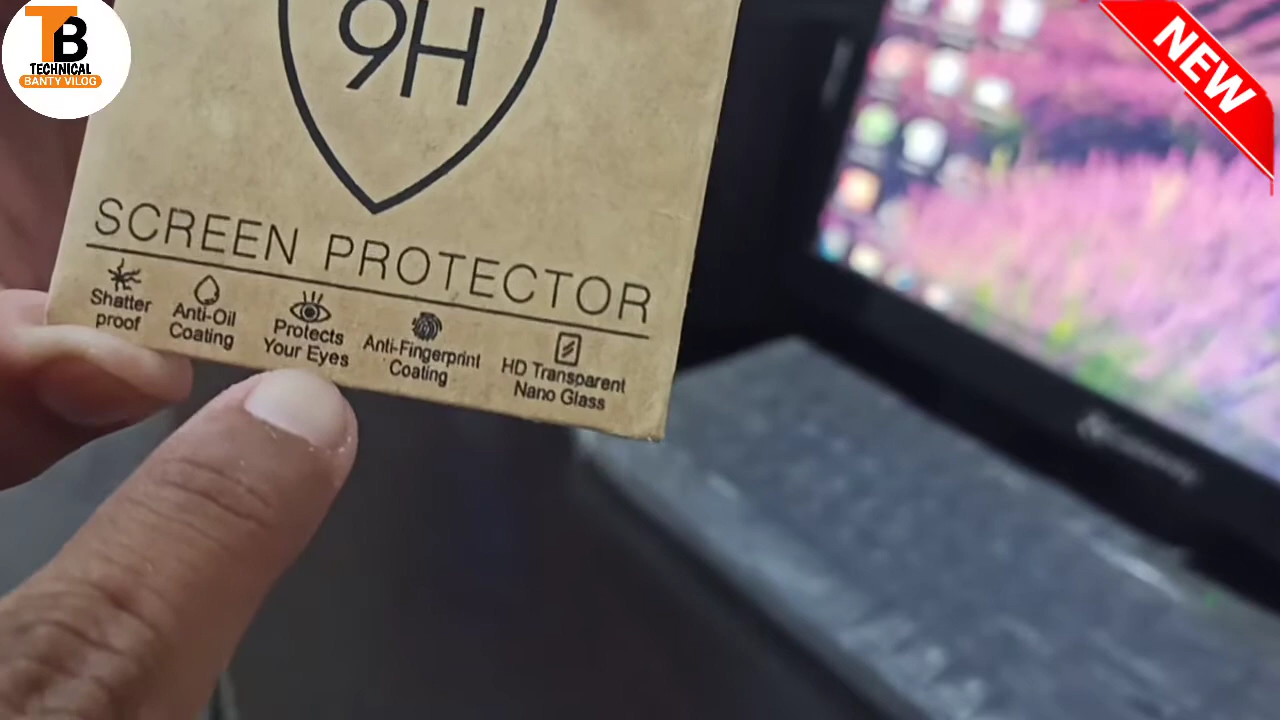 TB
TECHNICAL
BANTY VILOG
NEW
9H
SCREEN PROTECTOR
Shatter
proof
Anti-Oil
Coating
Protects
Your Eyes
Anti-Fingerprint
Coating
HD Transparent
Nano Glass